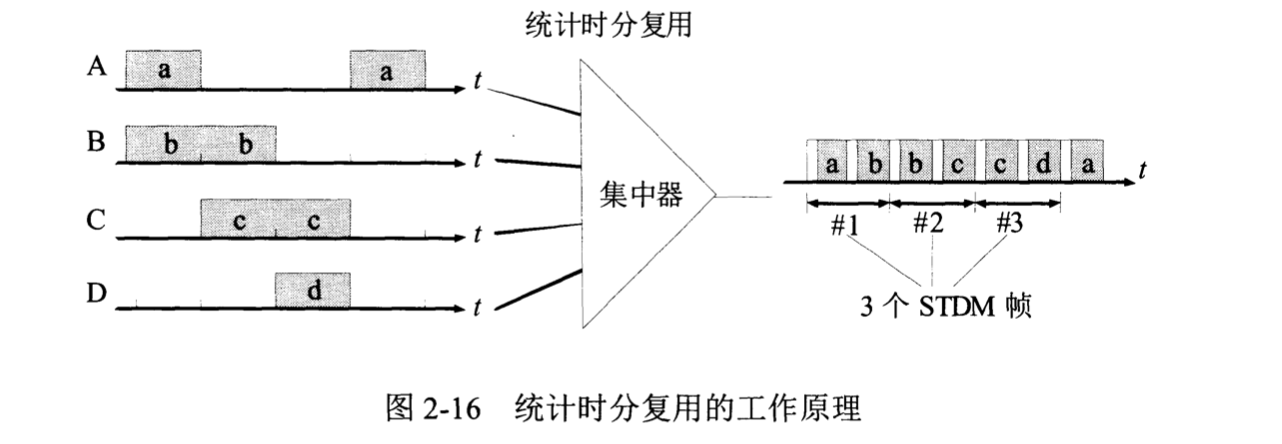 统计时分复用
A a a t
B b b t
C c c t
D d t
集中器
a b b c c d a t
#1 #2 #3
3 个 STDM 帧
图 2-16 统计时分复用的工作原理